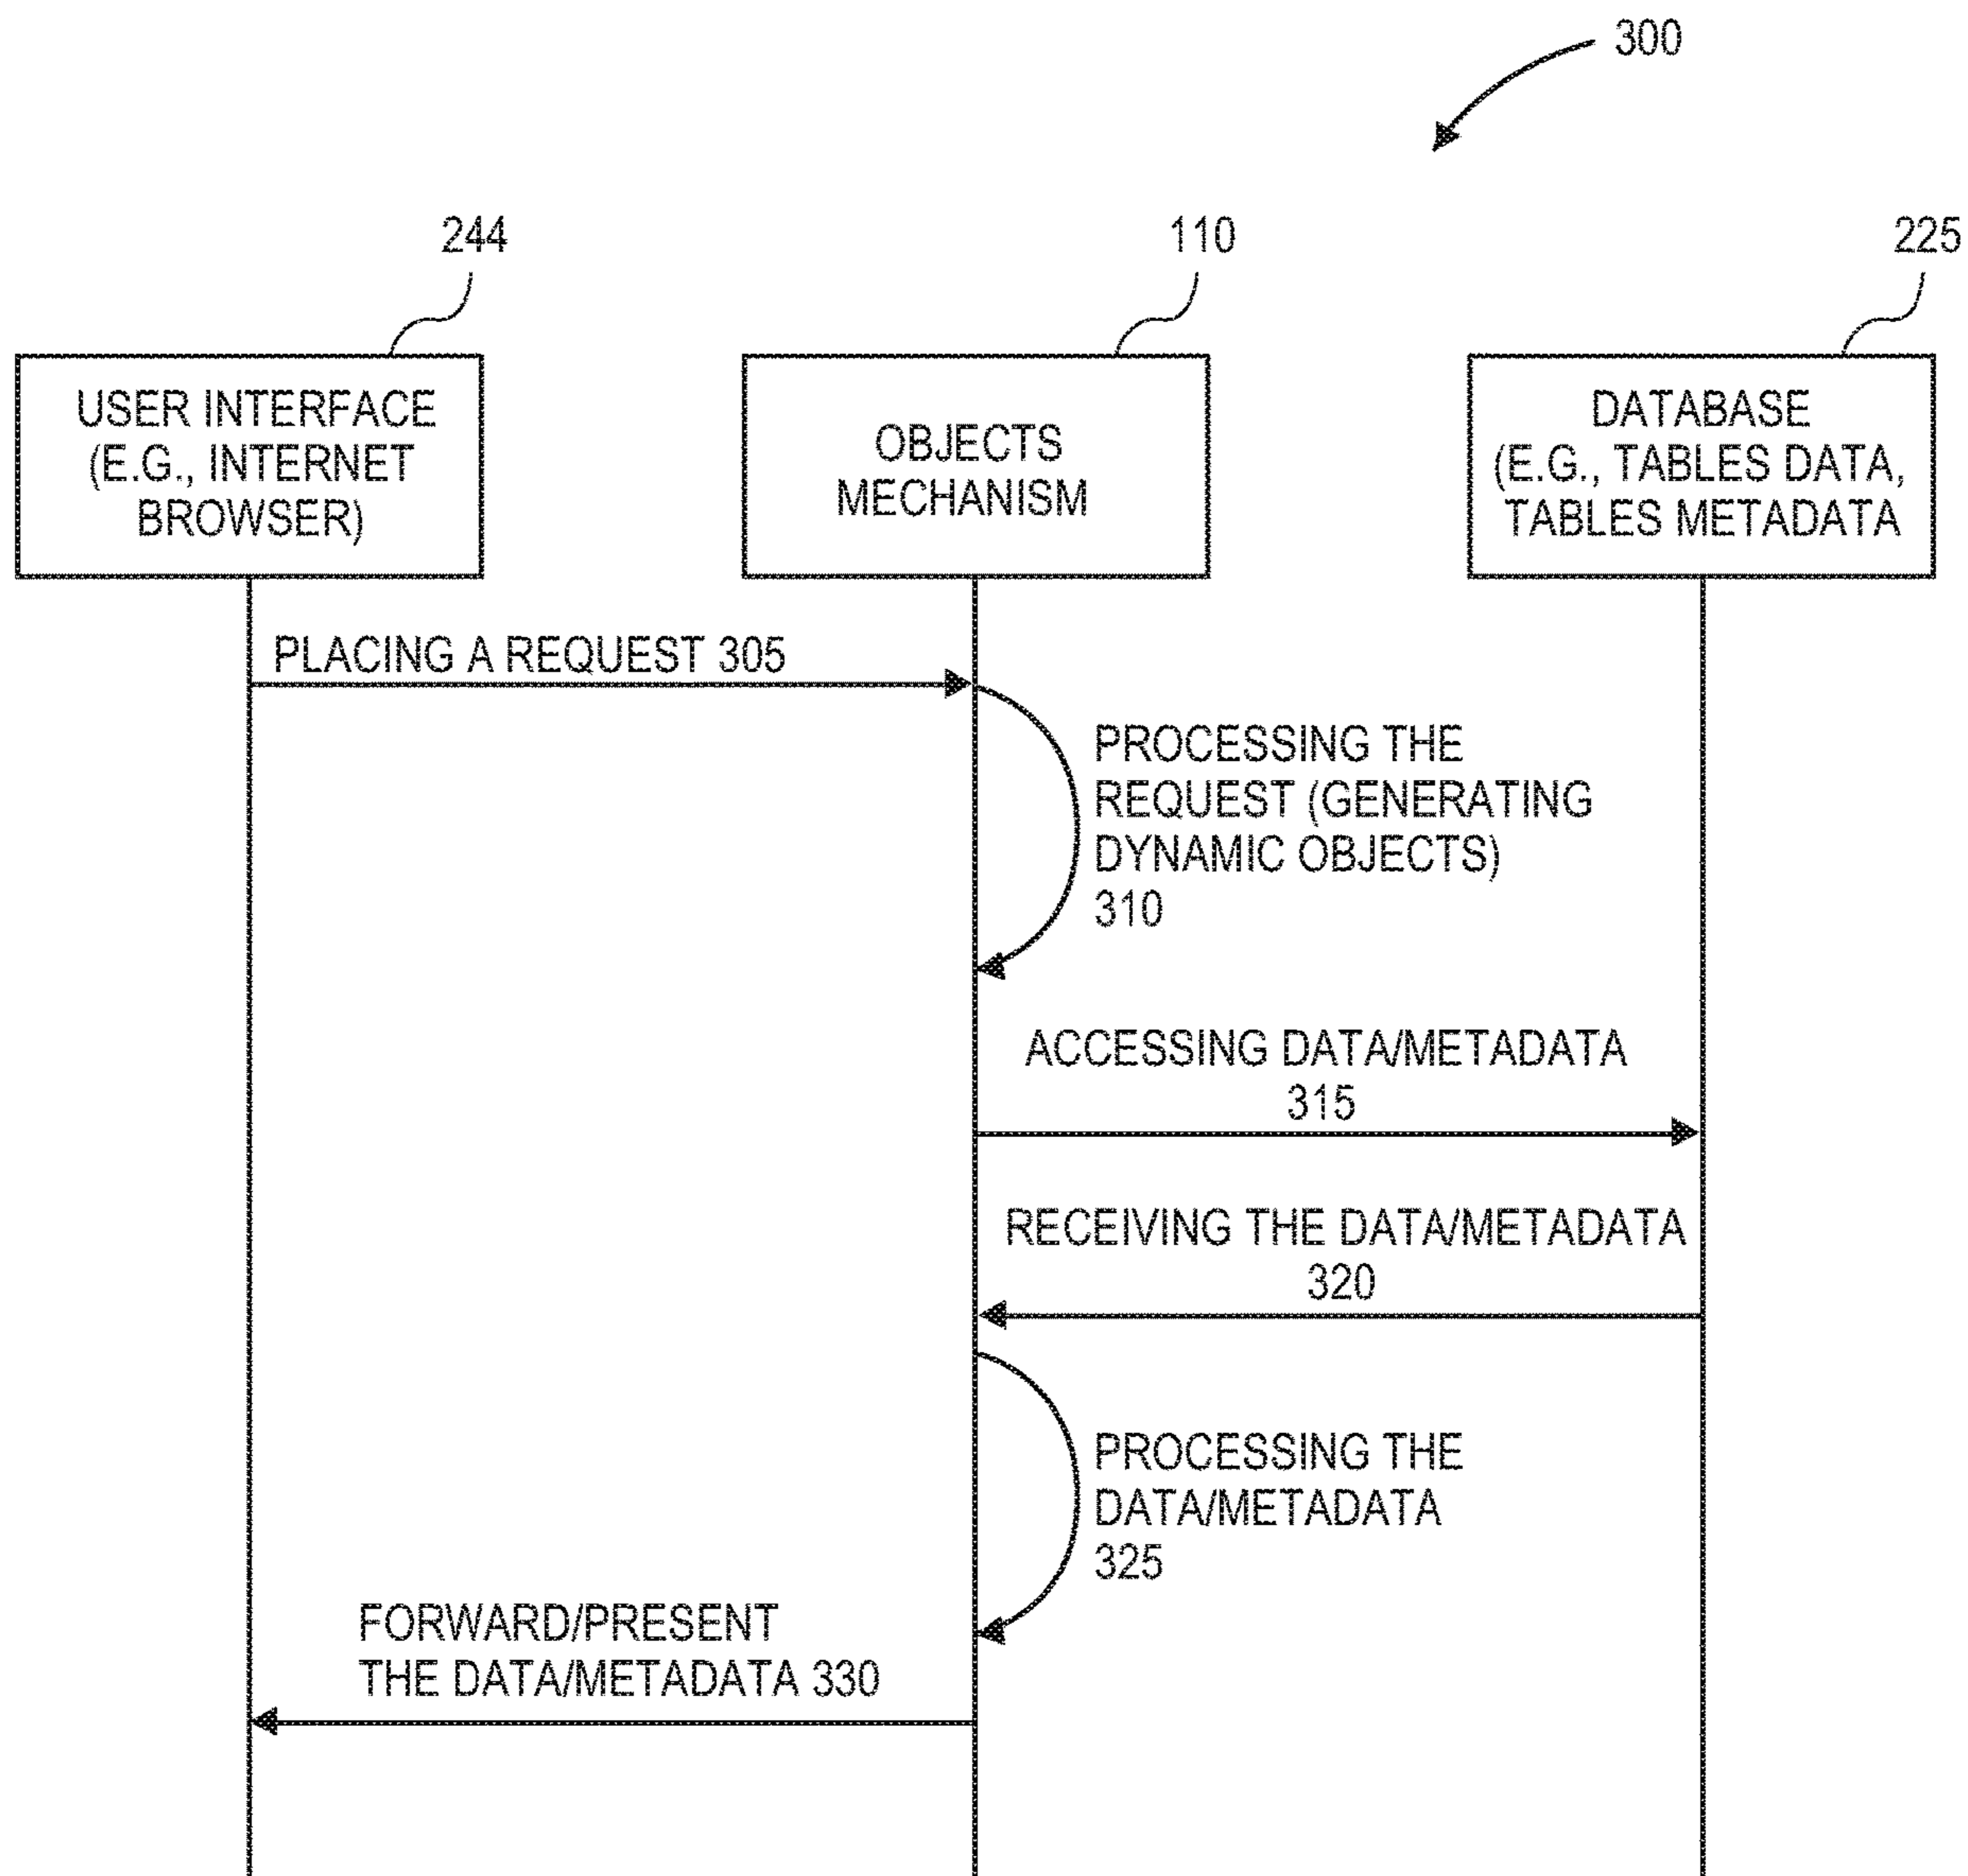 300
244
110
225
USER INTERFACE
(E.G., INTERNET
BROWSER)
OBJECTS
MECHANISM
DATABASE
(E.G., TABLES DATA,
TABLES METADATA
PLACING A REQUEST 305
PROCESSING THE
REQUEST (GENERATING
DYNAMIC OBJECTS)
310
ACCESSING DATA/METADATA
315
RECEIVING THE DATA/METADATA
320
PROCESSING THE
DATA/METADATA
325
FORWARD/PRESENT
THE DATA/METADATA 330